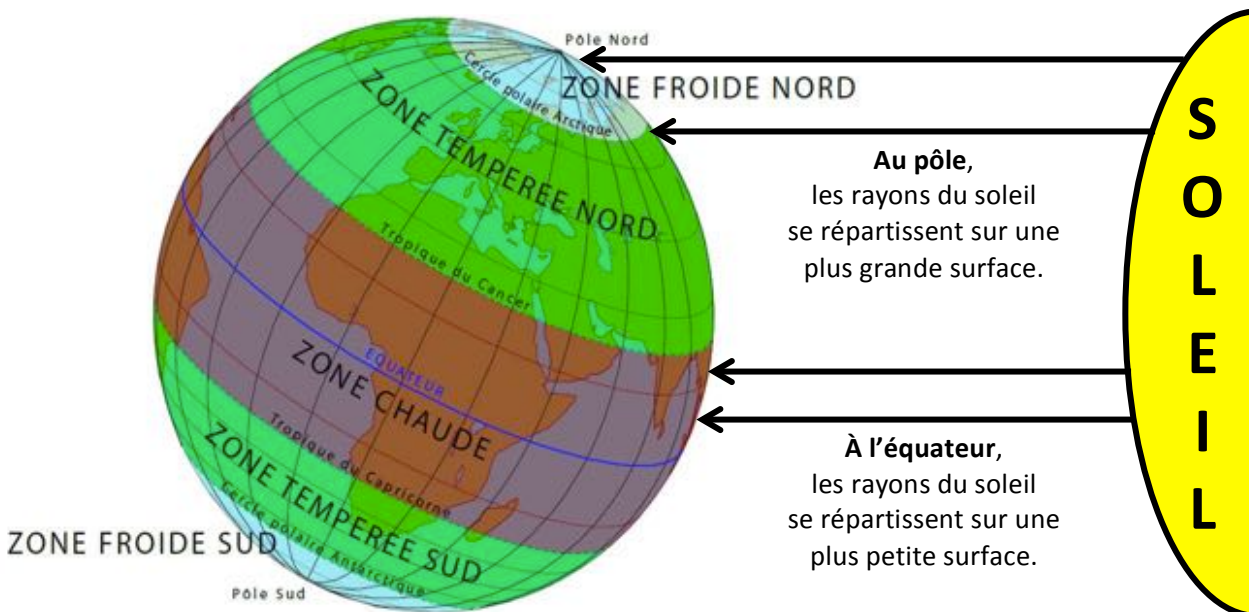 Pôle Nord
Cercle polaire Arctique
ZONE FROIDE NORD
ZONE TEMPEREE NORD
Tropique du Cancer
Au pôle,
les rayons du soleil
se répartissent sur une
plus grande surface.
SOLEIL
EQUATEUR
ZONE CHAUDE
Tropique du Capricorne
À l’équateur,
les rayons du soleil
se répartissent sur une
plus petite surface.
ZONE TEMPEREE SUD
Cercle polaire Antarctique
ZONE FROIDE SUD
Pôle Sud